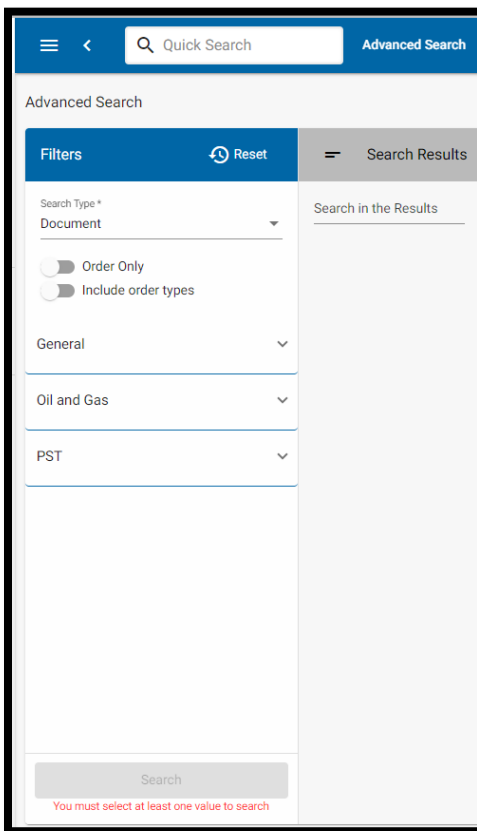 Quick Search
Advanced Search
Advanced Search
Filters
Reset
Search Results
Search Type *
Document
Search in the Results
Order Only
Include order types
General
Oil and Gas
PST
Search
You must select at least one value to search